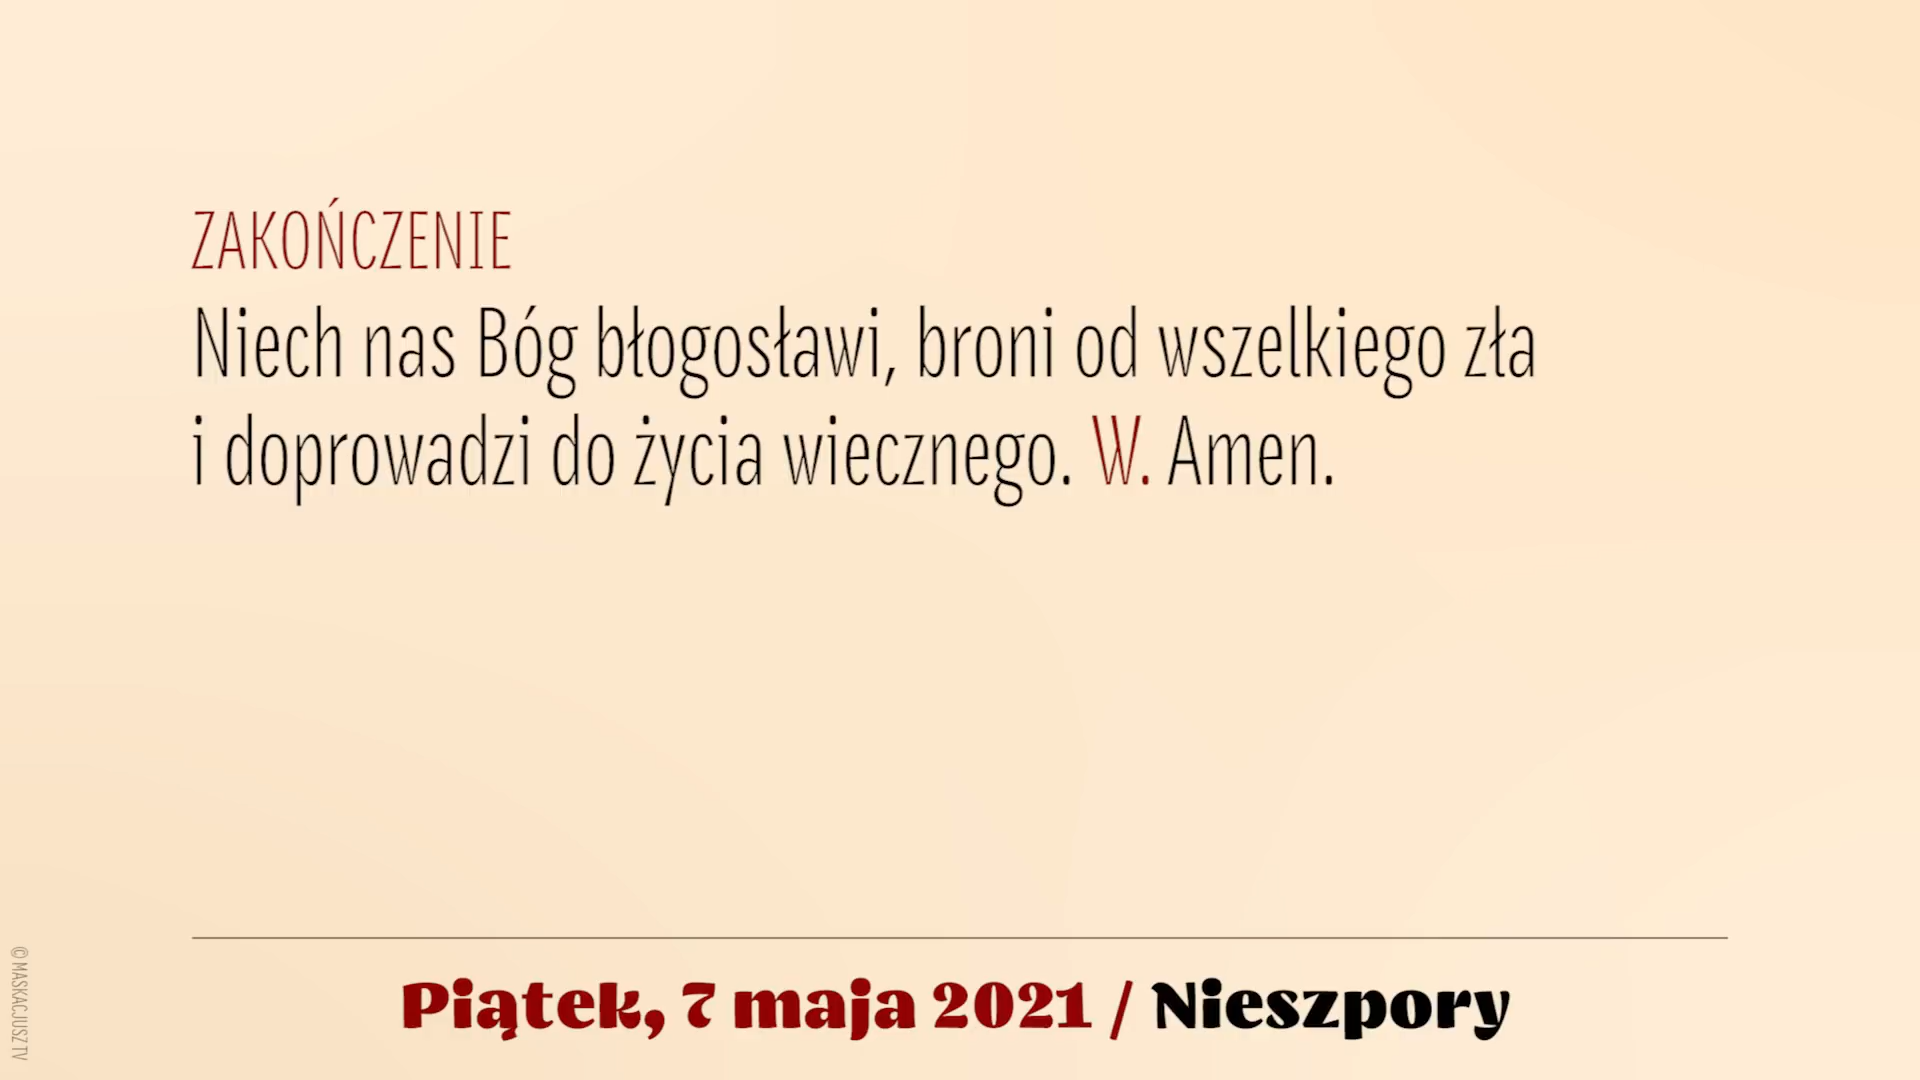 ZAKOŃCZENIE
Niech nas Bóg błogosławi, broni od wszelkiego zła
i doprowadzi do życia wiecznego. W. Amen.
Piątek, 7 maja 2021 / Nieszpory
© MASKACJUSZ TV